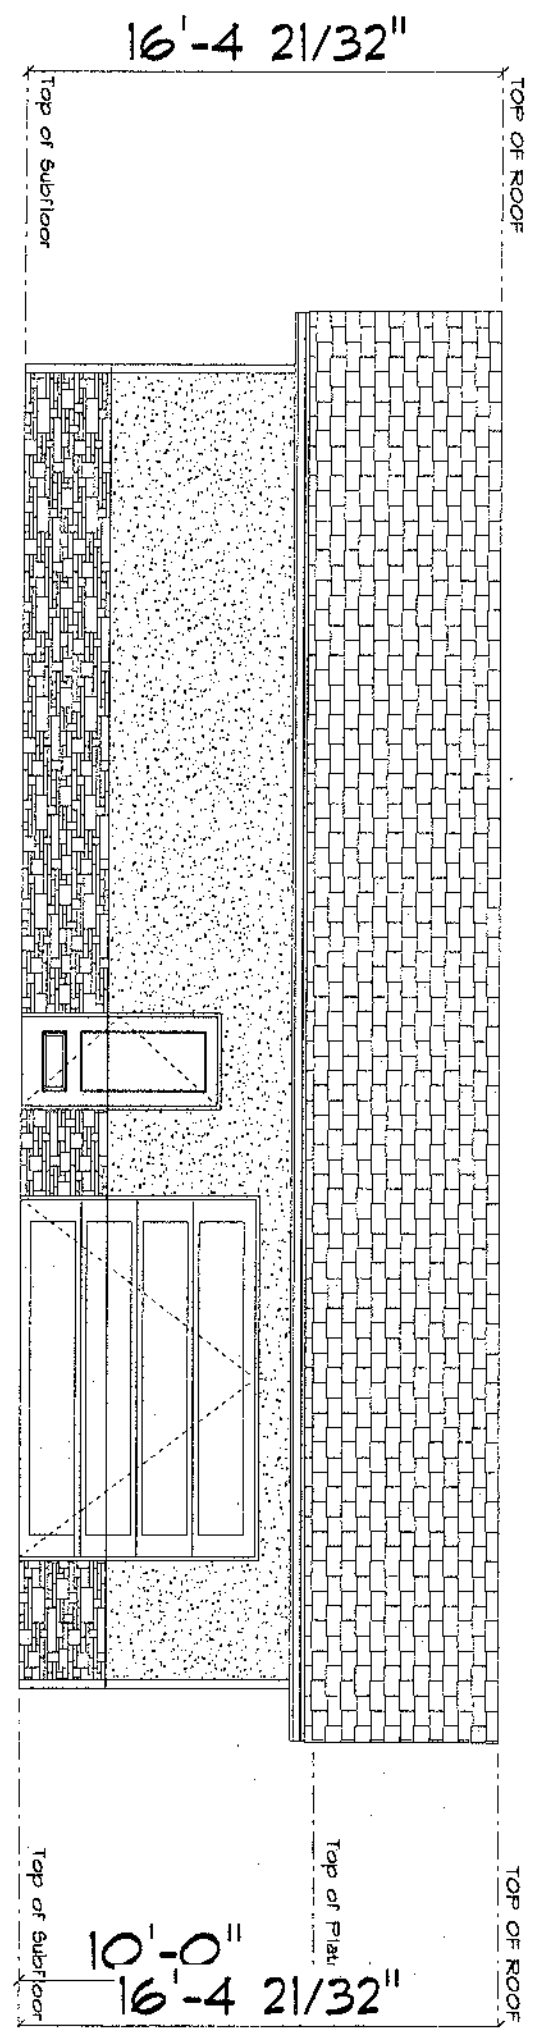 16'-4 21/32"
Top of Subfloor
TOP OF ROOF
Top of Subfloor
10'-0"
16'-4 21/32"
Top of Plat
TOP OF ROOF